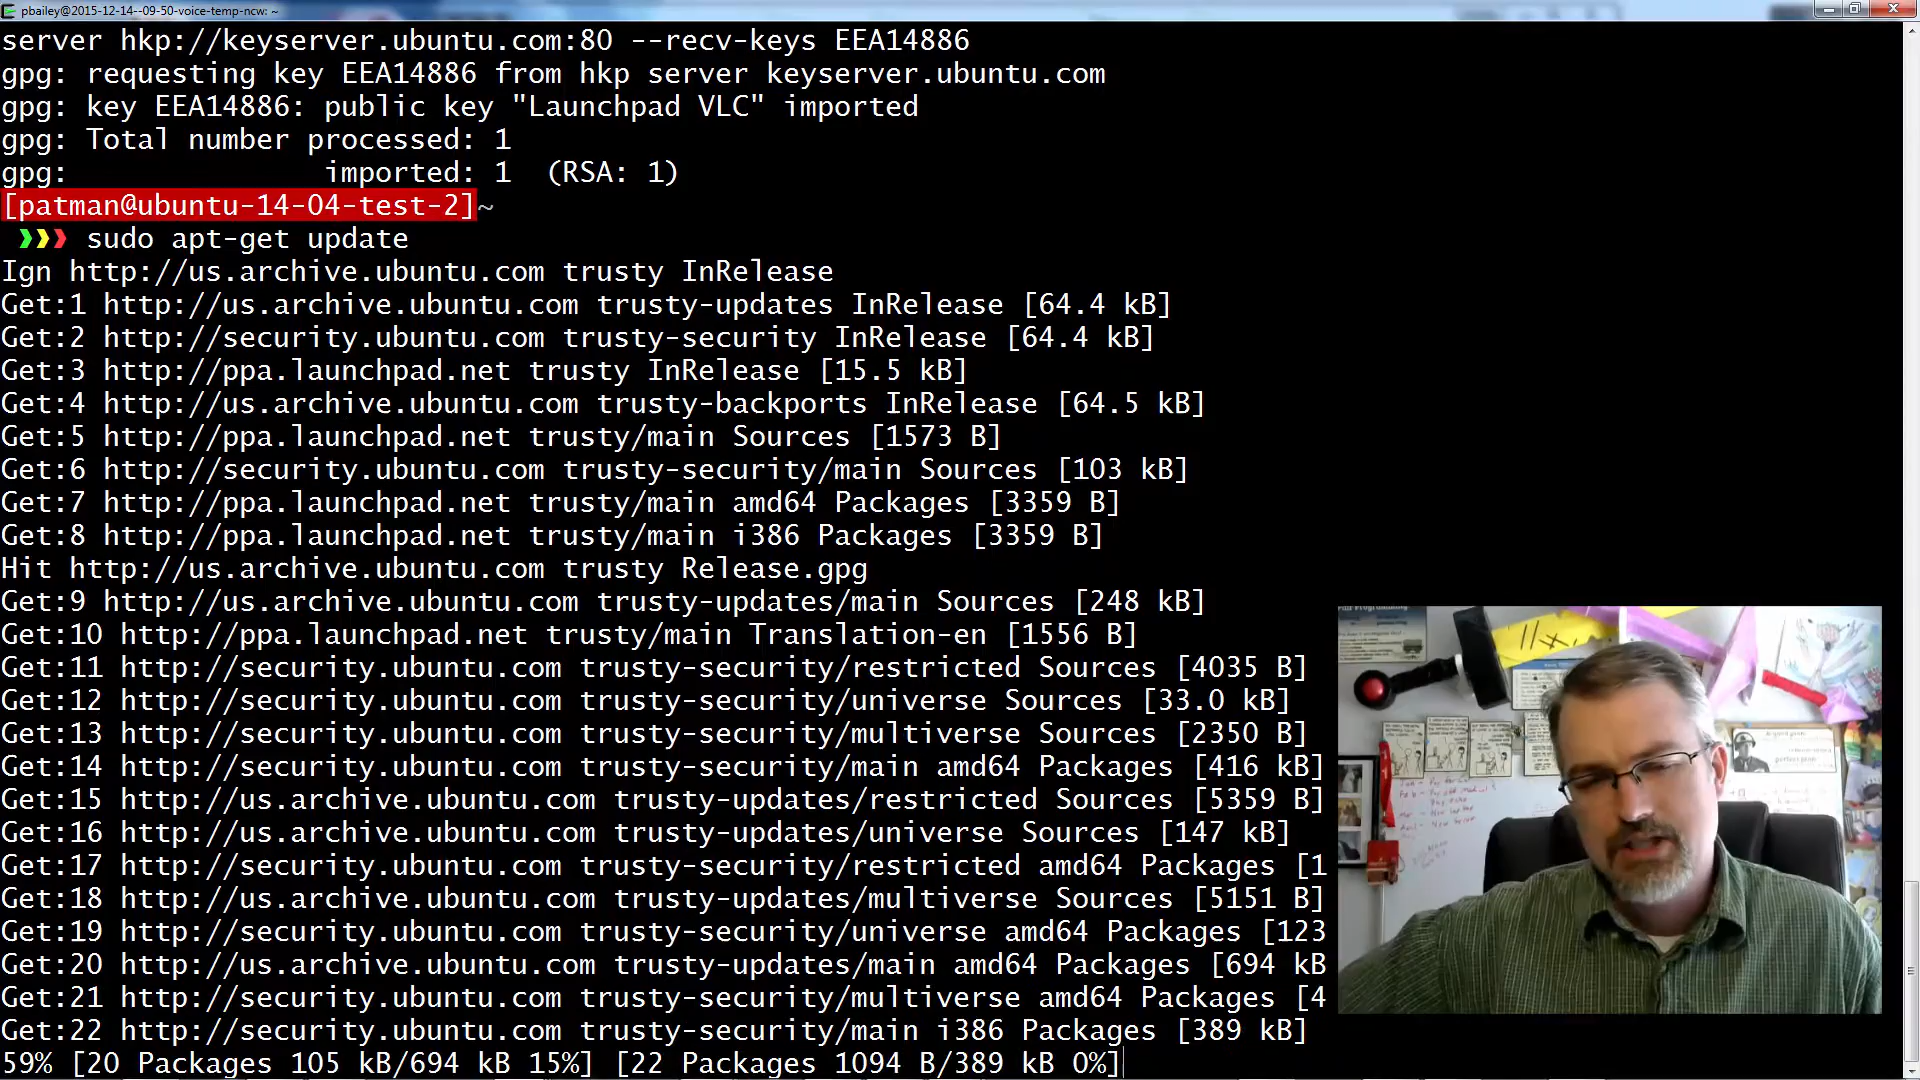 pbailey@2015-12-14--09-50-voice-temp-ncw: ~
server hkp://keyserver.ubuntu.com:80 --recv-keys EEA14886
gpg: requesting key EEA14886 from hkp server keyserver.ubuntu.com
gpg: key EEA14886: public key "Launchpad VLC" imported
gpg: Total number processed: 1
gpg:               imported: 1  (RSA: 1)
[patman@ubuntu-14-04-test-2]~
❯❯❯ sudo apt-get update
Ign http://us.archive.ubuntu.com trusty InRelease
Get:1 http://us.archive.ubuntu.com trusty-updates InRelease [64.4 kB]
Get:2 http://security.ubuntu.com trusty-security InRelease [64.4 kB]
Get:3 http://ppa.launchpad.net trusty InRelease [15.5 kB]
Get:4 http://us.archive.ubuntu.com trusty-backports InRelease [64.5 kB]
Get:5 http://ppa.launchpad.net trusty/main Sources [1573 B]
Get:6 http://security.ubuntu.com trusty-security/main Sources [103 kB]
Get:7 http://ppa.launchpad.net trusty/main amd64 Packages [3359 B]
Get:8 http://ppa.launchpad.net trusty/main i386 Packages [3359 B]
Hit http://us.archive.ubuntu.com trusty Release.gpg
Get:9 http://us.archive.ubuntu.com trusty-updates/main Sources [248 kB]
Get:10 http://ppa.launchpad.net trusty/main Translation-en [1556 B]
Get:11 http://security.ubuntu.com trusty-security/restricted Sources [4035 B]
Get:12 http://security.ubuntu.com trusty-security/universe Sources [33.0 kB]
Get:13 http://security.ubuntu.com trusty-security/multiverse Sources [2350 B]
Get:14 http://security.ubuntu.com trusty-security/main amd64 Packages [416 kB]
Get:15 http://us.archive.ubuntu.com trusty-updates/restricted Sources [5359 B]
Get:16 http://us.archive.ubuntu.com trusty-updates/universe Sources [147 kB]
Get:17 http://security.ubuntu.com trusty-security/restricted amd64 Packages [1
Get:18 http://us.archive.ubuntu.com trusty-updates/multiverse Sources [5151 B]
Get:19 http://security.ubuntu.com trusty-security/universe amd64 Packages [123
Get:20 http://us.archive.ubuntu.com trusty-updates/main amd64 Packages [694 kB
Get:21 http://security.ubuntu.com trusty-security/multiverse amd64 Packages [4
Get:22 http://security.ubuntu.com trusty-security/main i386 Packages [389 kB]
59% [20 Packages 105 kB/694 kB 15%] [22 Packages 1094 B/389 kB 0%]